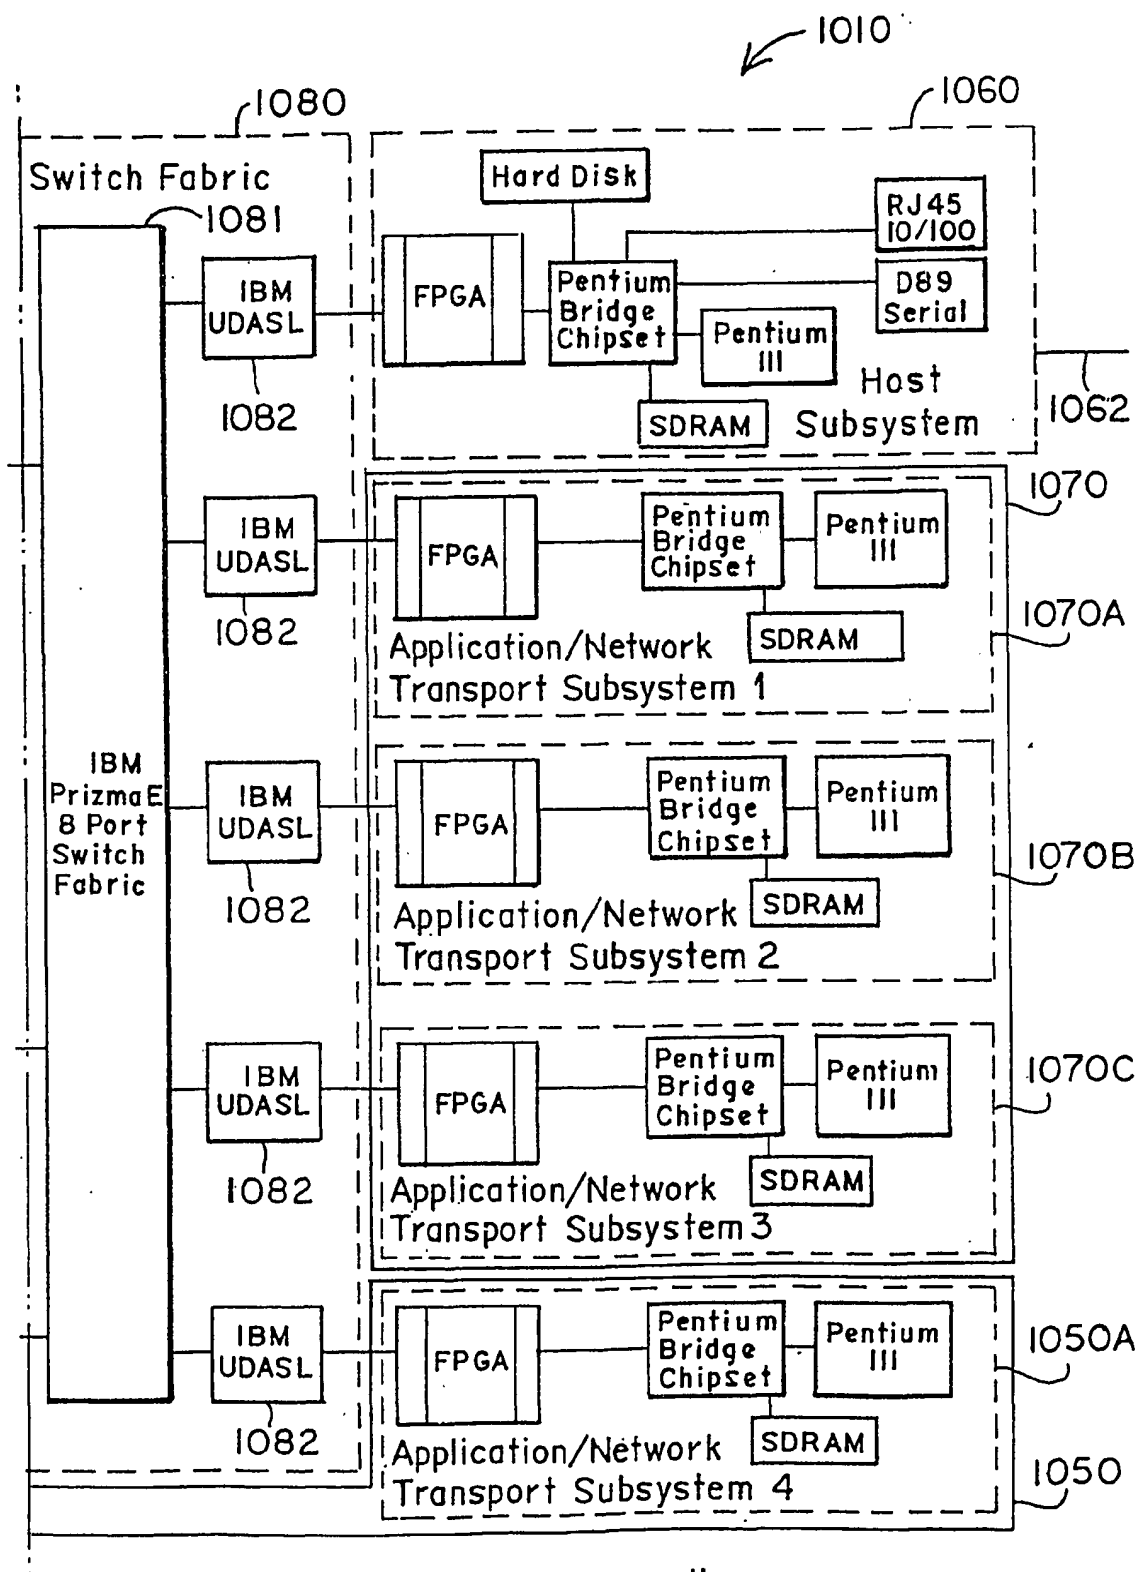 1010
1080
1060
Switch Fabric
1081
Hard Disk
RJ45
10/100
IBM
UDASL
FPGA
Pentium
Bridge
Chipset
D89
Serial
Pentium
III
1082
SDRAM
Host
Subsystem
1062
1070
IBM
UDASL
FPGA
Pentium
Bridge
Chipset
Pentium
III
1082
SDRAM
1070A
Application/Network
Transport Subsystem 1
IBM
PrizmaE
8 Port
Switch
Fabric
IBM
UDASL
FPGA
Pentium
Bridge
Chipset
Pentium
III
1070B
1082
SDRAM
Application/Network
Transport Subsystem 2
IBM
UDASL
FPGA
Pentium
Bridge
Chipset
Pentium
III
1070C
1082
SDRAM
Application/Network
Transport Subsystem 3
IBM
UDASL
FPGA
Pentium
Bridge
Chipset
Pentium
III
1050A
1082
SDRAM
Application/Network
Transport Subsystem 4
1050